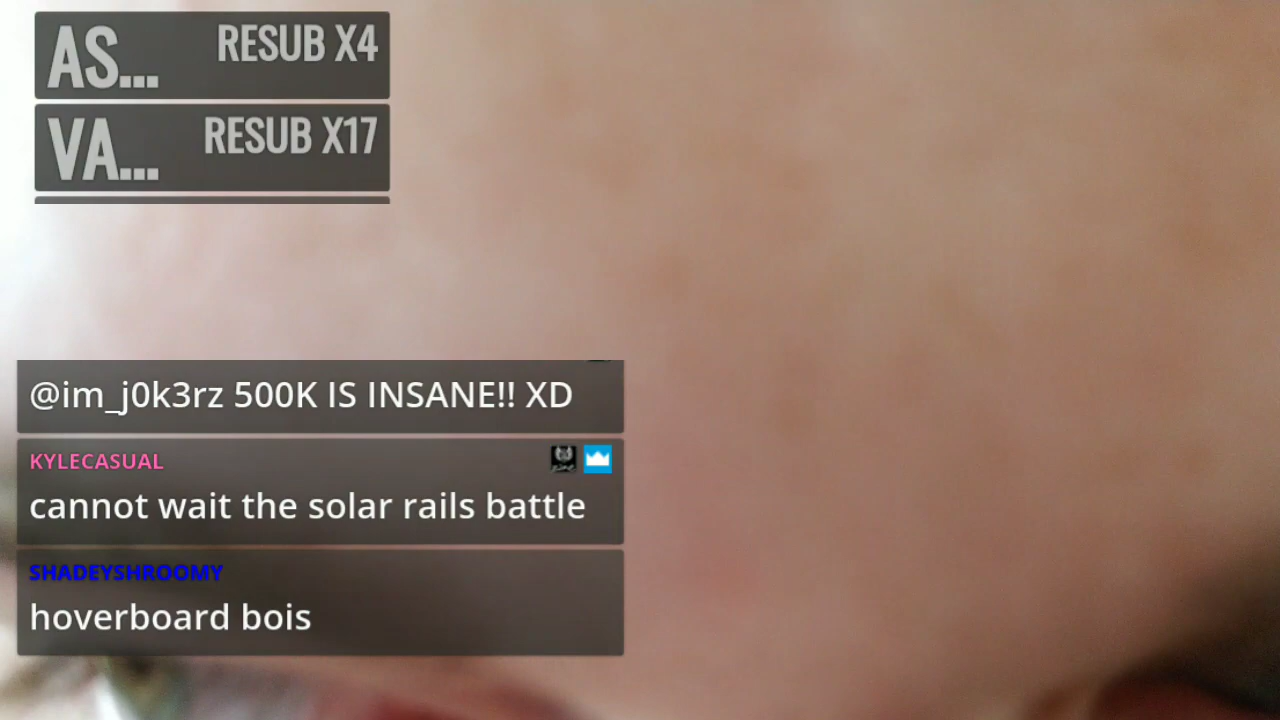 AS... RESUB X4
VA... RESUB X17
@im_j0k3rz 500K IS INSANE!! XD
KYLECASUAL
cannot wait the solar rails battle
SHADEYSHROOMY
hoverboard bois